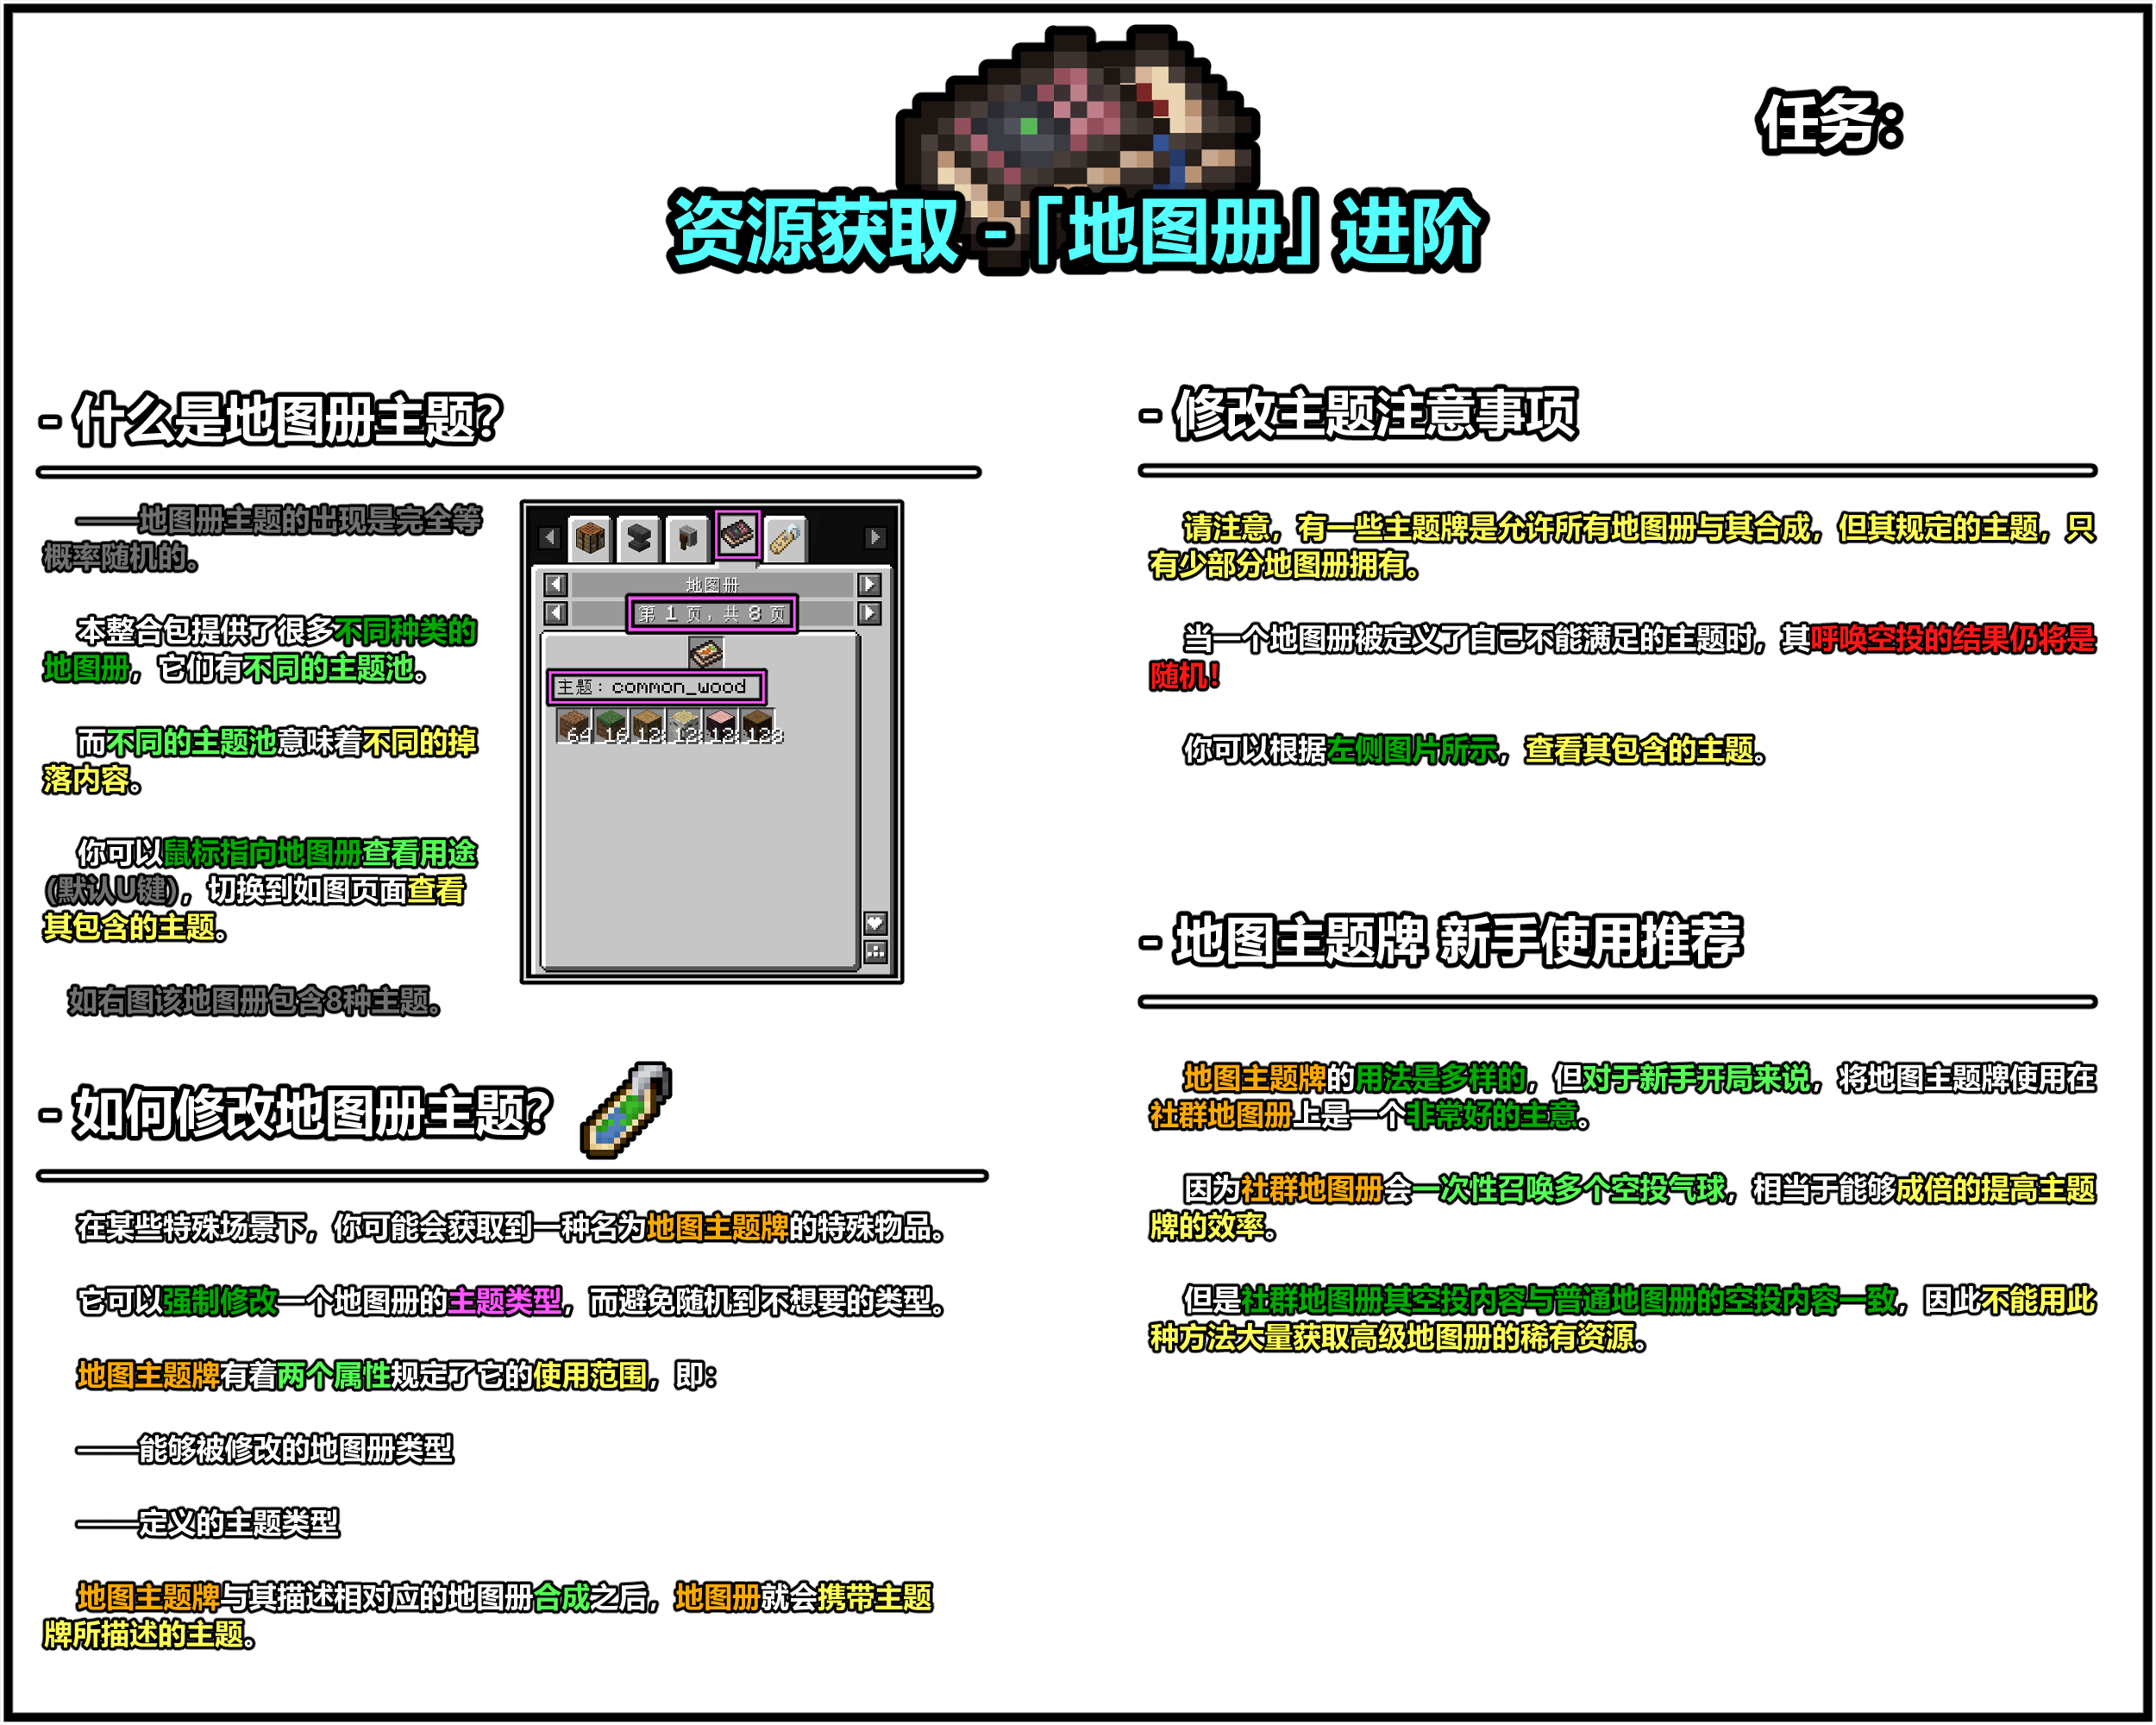 任务：
资源获取 -「地图册」进阶
- 什么是地图册主题？
——地图册主题的出现是完全等
概率随机的。
本整合包提供了很多不同种类的
地图册，它们有不同的主题池。
而不同的主题池意味着不同的掉
落内容。
你可以鼠标指向地图册查看用途
(默认U键)，切换到如图页面查看
其包含的主题。
如右图该地图册包含8种主题。
地图册
第 1 页，共 8 页
主题：common_wood
64 16 128
- 如何修改地图册主题？
在某些特殊场景下，你可能会获取到一种名为地图主题牌的特殊物品。
它可以强制修改一个地图册的主题类型，而避免随机到不想要的类型。
地图主题牌有着两个属性规定了它的使用范围，即：
——能够被修改的地图册类型
——定义的主题类型
地图主题牌与其描述相对应的地图册合成之后，地图册就会携带主题
牌所描述的主题。
- 修改主题注意事项
请注意，有一些主题牌是允许所有地图册与其合成，但其规定的主题，只
有少部分地图册拥有。
当一个地图册被定义了自己不能满足的主题时，其呼唤空投的结果仍将是
随机！
你可以根据左侧图片所示，查看其包含的主题。
- 地图主题牌 新手使用推荐
地图主题牌的用法是多样的，但对于新手开局来说，将地图主题牌使用在
社群地图册上是一个非常好的主意。
因为社群地图册会一次性召唤多个空投气球，相当于能够成倍的提高主题
牌的效率。
但是社群地图册其空投内容与普通地图册的空投内容一致，因此不能用此
种方法大量获取高级地图册的稀有资源。